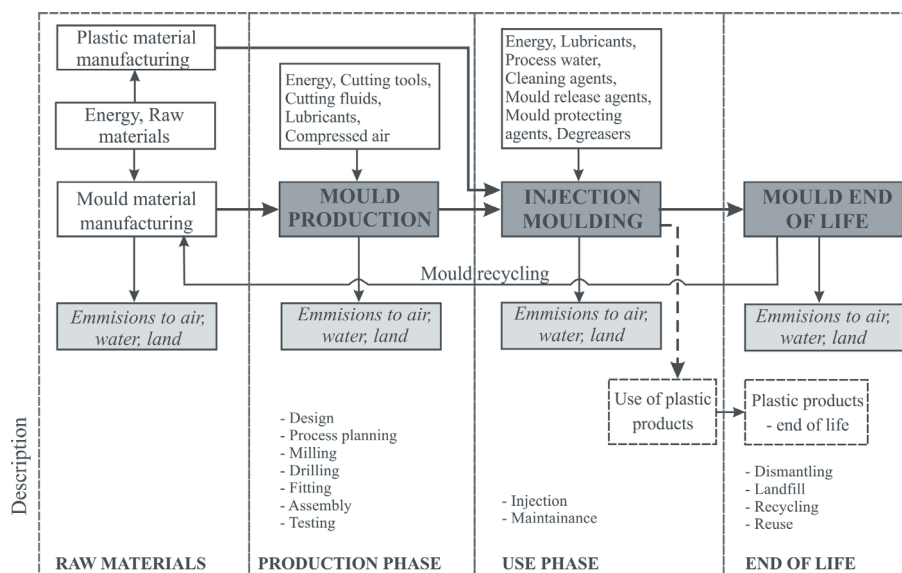 Plastic material
manufacturing
Energy, Raw
materials
Mould material
manufacturing
Emmisions to air,
water, land
Energy, Cutting tools,
Cutting fluids,
Lubricants,
Compressed air
MOULD
PRODUCTION
Emmisions to air,
water, land
Energy, Lubricants,
Process water,
Cleaning agents,
Mould release agents,
Mould protecting
agents, Degreasers
INJECTION
MOULDING
Emmisions to air,
water, land
MOULD END
OF LIFE
Emmisions to air,
water, land
Mould recycling
Use of plastic
products
Plastic products
- end of life
Description
- Design
- Process planning
- Milling
- Drilling
- Fitting
- Assembly
- Testing
- Injection
- Maintainance
- Dismantling
- Landfill
- Recycling
- Reuse
RAW MATERIALS
PRODUCTION PHASE
USE PHASE
END OF LIFE